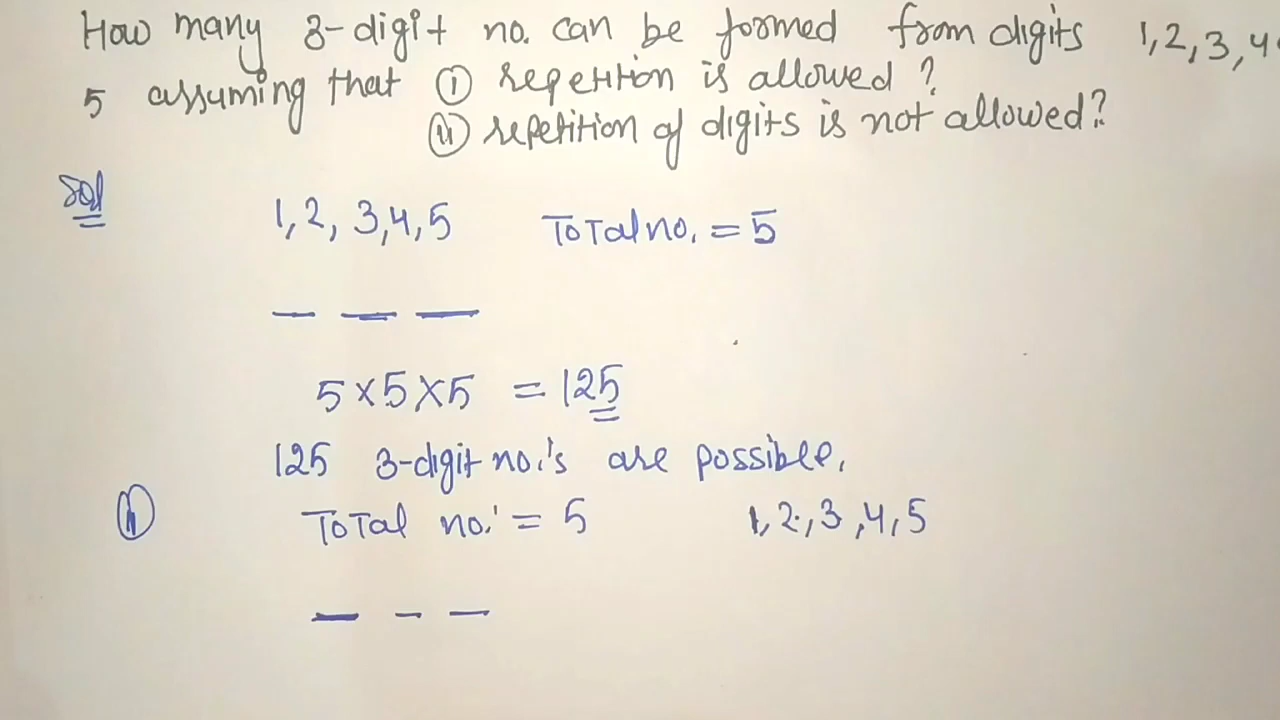 How many 3-digit no. can be formed from digits 1,2,3,4
5 assuming that (i) repetition is allowed?
(ii) repetition of digits is not allowed?
Sol
1,2,3,4,5 Total no. = 5
5×5×5 = 125
125 3-digit no.'s are possible.
(ii) Total no. = 5 1,2,3,4,5